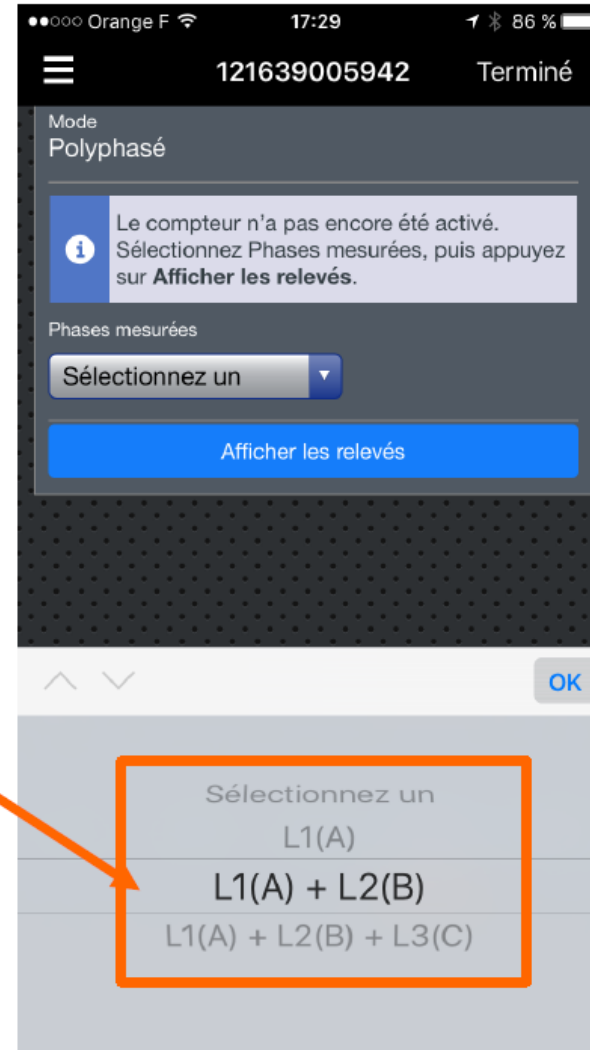 Orange F 17:29 86 %
121639005942 Terminé
Mode
Polyphasé
Le compteur n'a pas encore été activé.
Sélectionnez Phases mesurées, puis appuyez
sur Afficher les relevés.
Phases mesurées
Sélectionnez un
Afficher les relevés
OK
Sélectionnez un
L1(A)
L1(A) + L2(B)
L1(A) + L2(B) + L3(C)